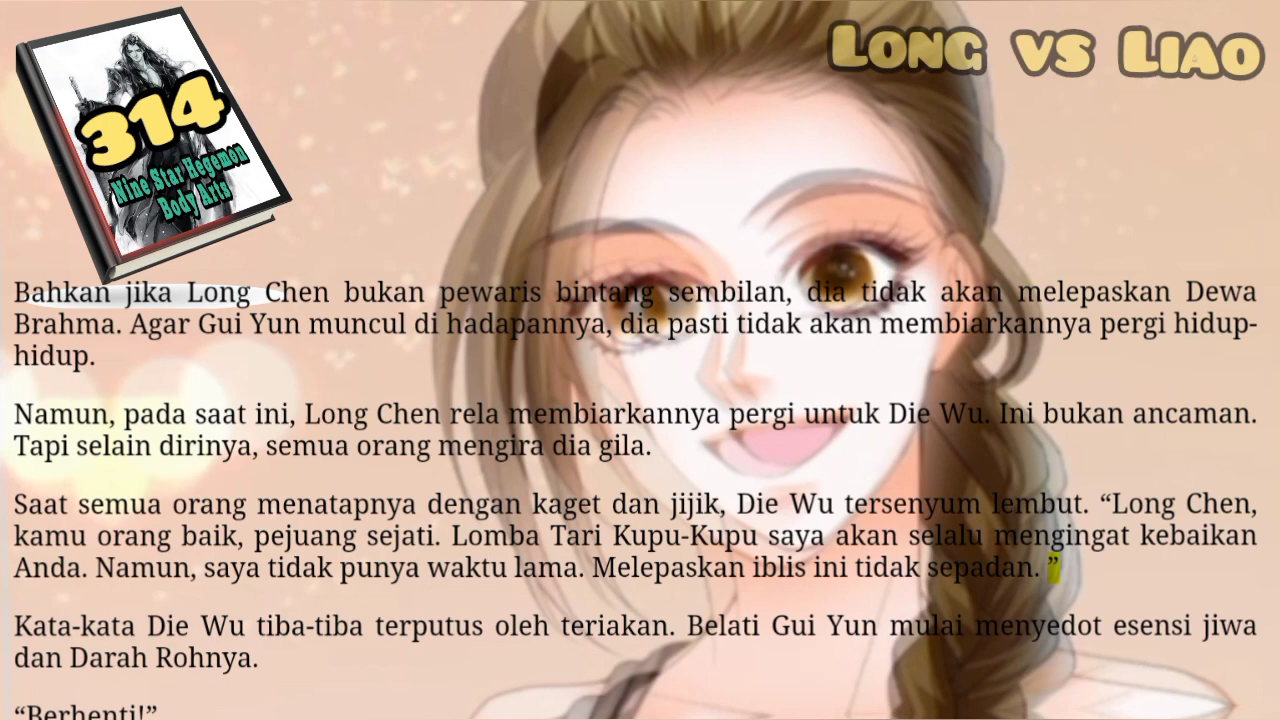 Long vs Liao
314
Nine Star Hegemon
Body Arts
Bahkan jika Long Chen bukan pewaris bintang sembilan, dia tidak akan melepaskan Dewa
Brahma. Agar Gui Yun muncul di hadapannya, dia pasti tidak akan membiarkannya pergi hidup-
hidup.
Namun, pada saat ini, Long Chen rela membiarkannya pergi untuk Die Wu. Ini bukan ancaman.
Tapi selain dirinya, semua orang mengira dia gila.
Saat semua orang menatapnya dengan kaget dan jijik, Die Wu tersenyum lembut. “Long Chen,
kamu orang baik, pejuang sejati. Lomba Tari Kupu-Kupu saya akan selalu mengingat kebaikan
Anda. Namun, saya tidak punya waktu lama. Melepaskan iblis ini tidak sepadan. ”
Kata-kata Die Wu tiba-tiba terputus oleh teriakan. Belati Gui Yun mulai menyedot esensi jiwa
dan Darah Rohnya.
“Berhenti!”